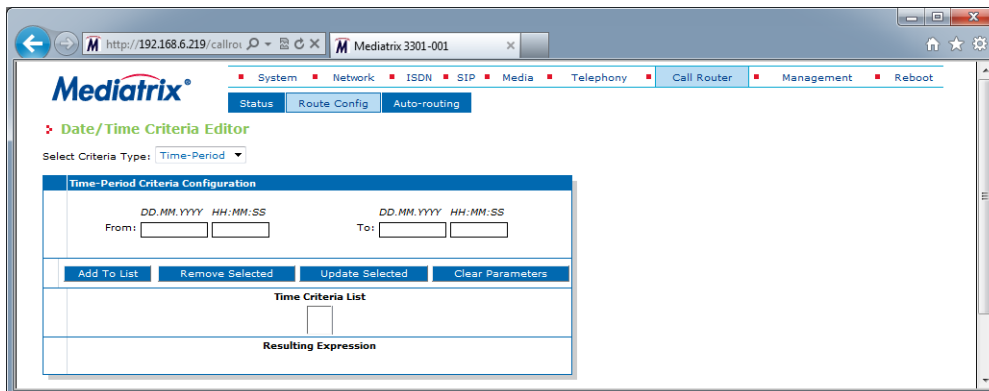 http://192.168.6.219/callrou
Mediatrix 3301-001
Mediatrix®
System Network ISDN SIP Media Telephony Call Router Management Reboot
Status Route Config Auto-routing
Date/Time Criteria Editor
Select Criteria Type: Time-Period
Time-Period Criteria Configuration
DD.MM.YYYY HH:MM:SS DD.MM.YYYY HH:MM:SS
From: To:
Add To List Remove Selected Update Selected Clear Parameters
Time Criteria List
Resulting Expression